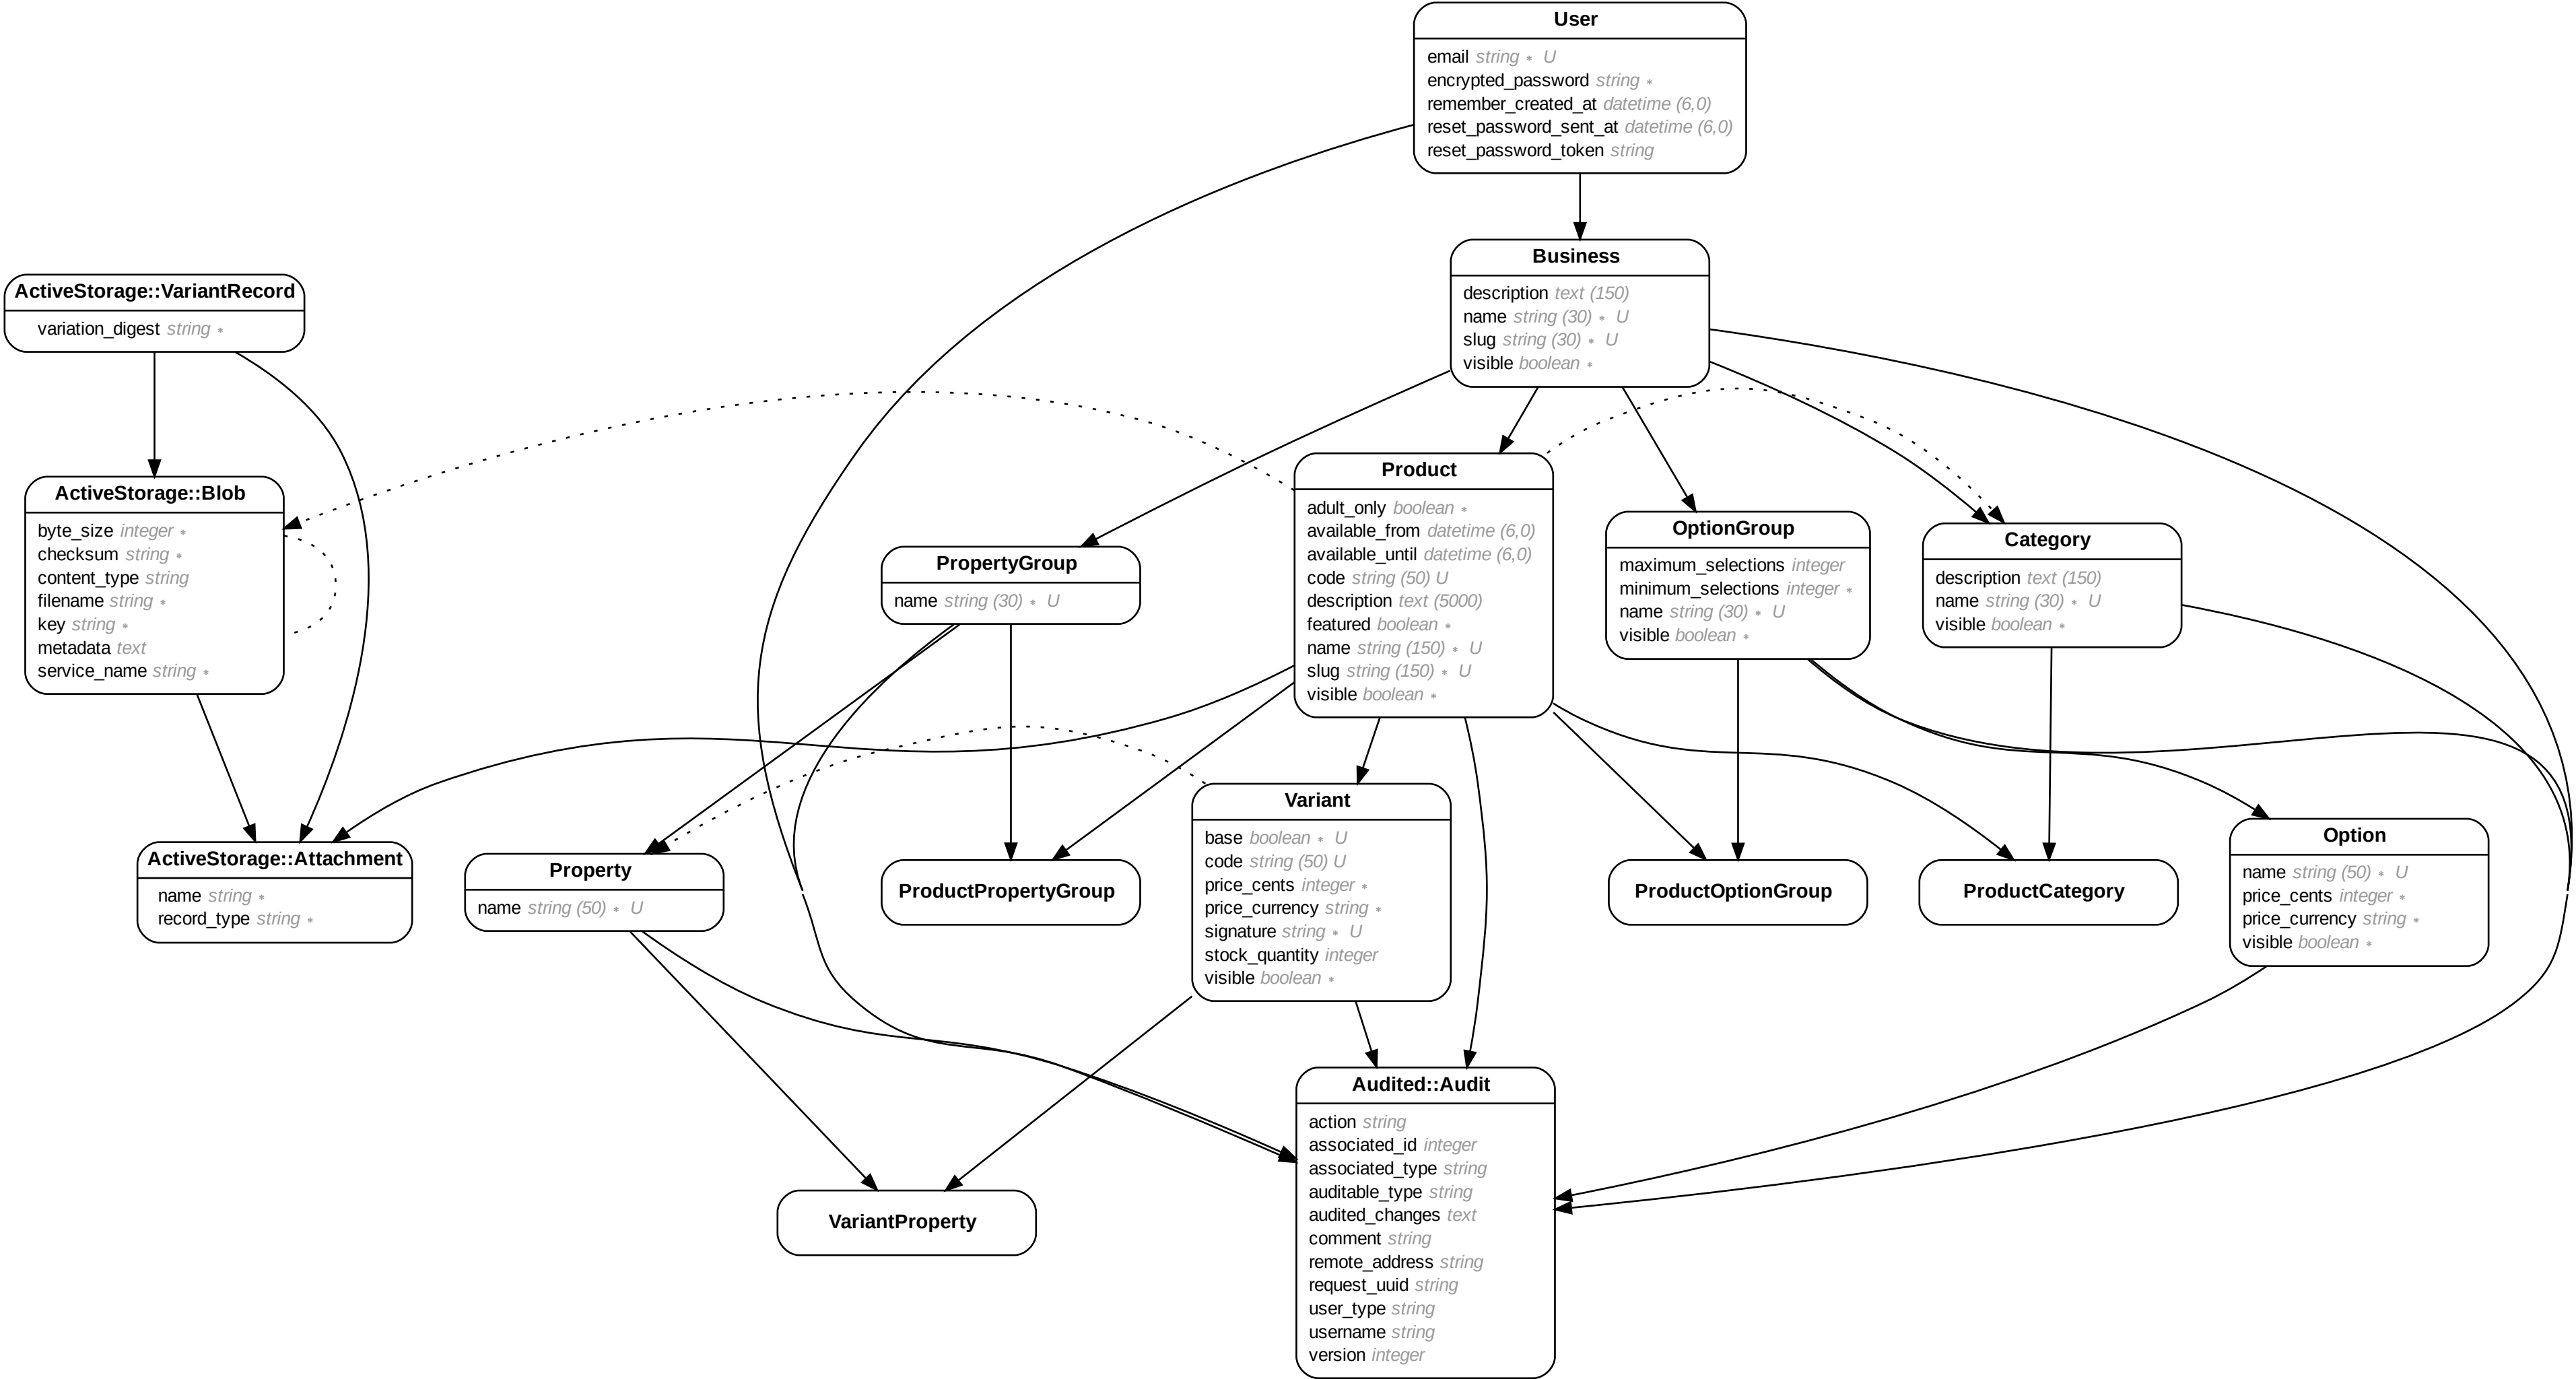 User
email string * U
encrypted_password string *
remember_created_at datetime (6,0)
reset_password_sent_at datetime (6,0)
reset_password_token string
Business
description text (150)
name string (30) * U
slug string (30) * U
visible boolean *
ActiveStorage::VariantRecord
variation_digest string *
ActiveStorage::Blob
byte_size integer *
checksum string *
content_type string
filename string *
key string *
metadata text
service_name string *
PropertyGroup
name string (30) * U
Product
adult_only boolean *
available_from datetime (6,0)
available_until datetime (6,0)
code string (50) U
description text (5000)
featured boolean *
name string (150) * U
slug string (150) * U
visible boolean *
OptionGroup
maximum_selections integer
minimum_selections integer *
name string (30) * U
visible boolean *
Category
description text (150)
name string (30) * U
visible boolean *
ActiveStorage::Attachment
name string *
record_type string *
Property
name string (50) * U
ProductPropertyGroup
Variant
base boolean * U
code string (50) U
price_cents integer *
price_currency string *
signature string * U
stock_quantity integer
visible boolean *
ProductOptionGroup
ProductCategory
Option
name string (50) * U
price_cents integer *
price_currency string *
visible boolean *
VariantProperty
Audited::Audit
action string
associated_id integer
associated_type string
auditable_type string
audited_changes text
comment string
remote_address string
request_uuid string
user_type string
username string
version integer